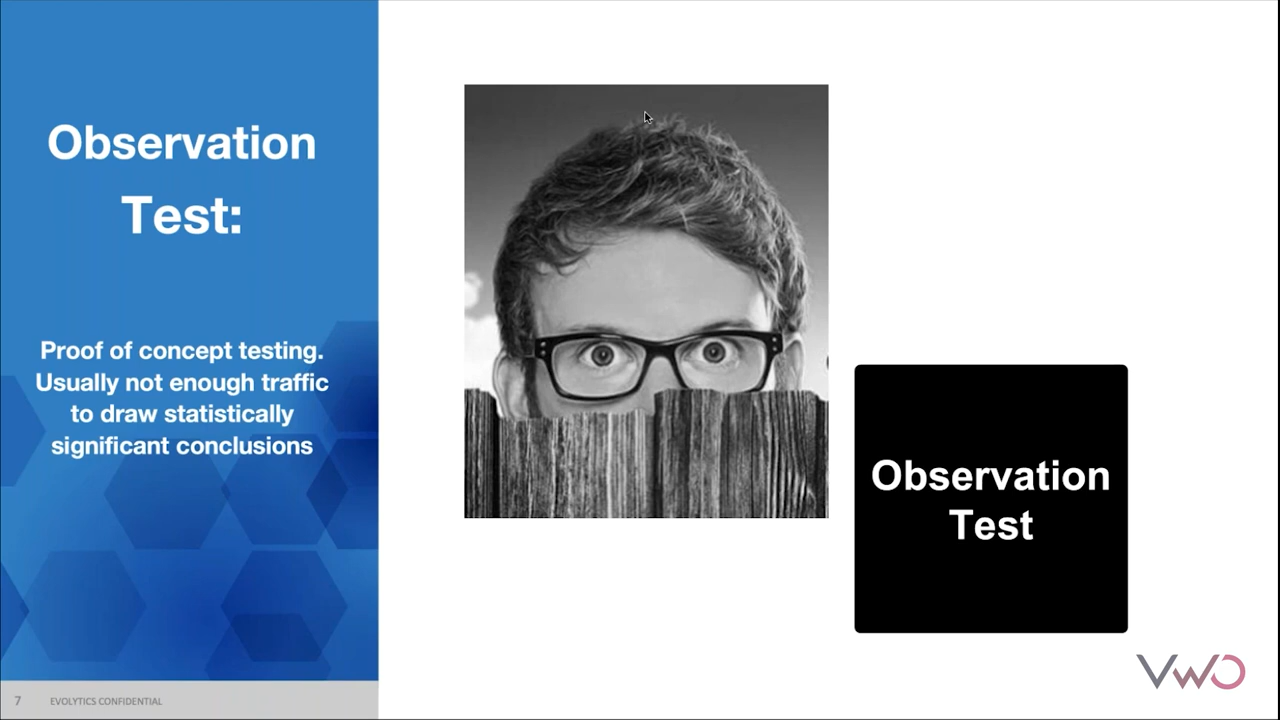 Observation
Test:
Proof of concept testing.
Usually not enough traffic
to draw statistically
significant conclusions
Observation
Test
7 EVOLYTICS CONFIDENTIAL
VWO